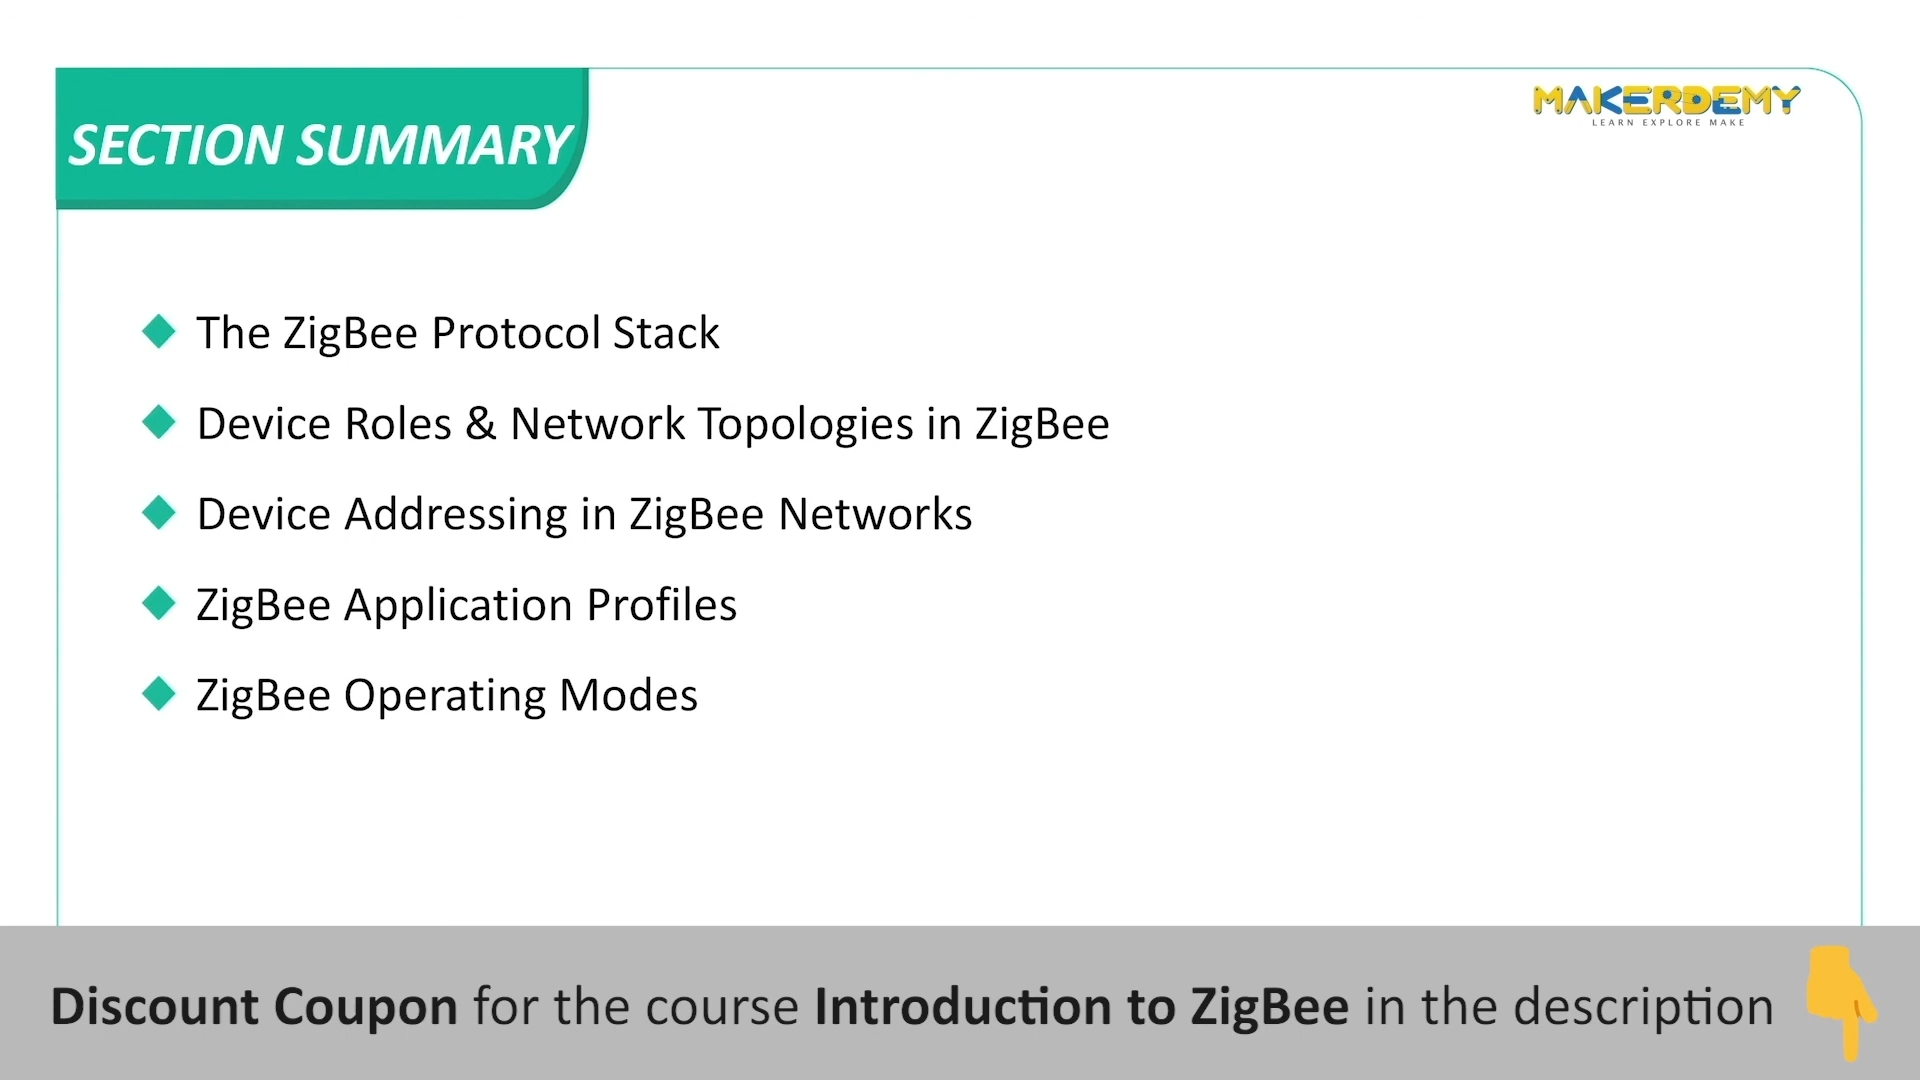 SECTION SUMMARY
MAKERDEMY
LEARN EXPLORE MAKE
The ZigBee Protocol Stack
Device Roles & Network Topologies in ZigBee
Device Addressing in ZigBee Networks
ZigBee Application Profiles
ZigBee Operating Modes
Discount Coupon for the course Introduction to ZigBee in the description